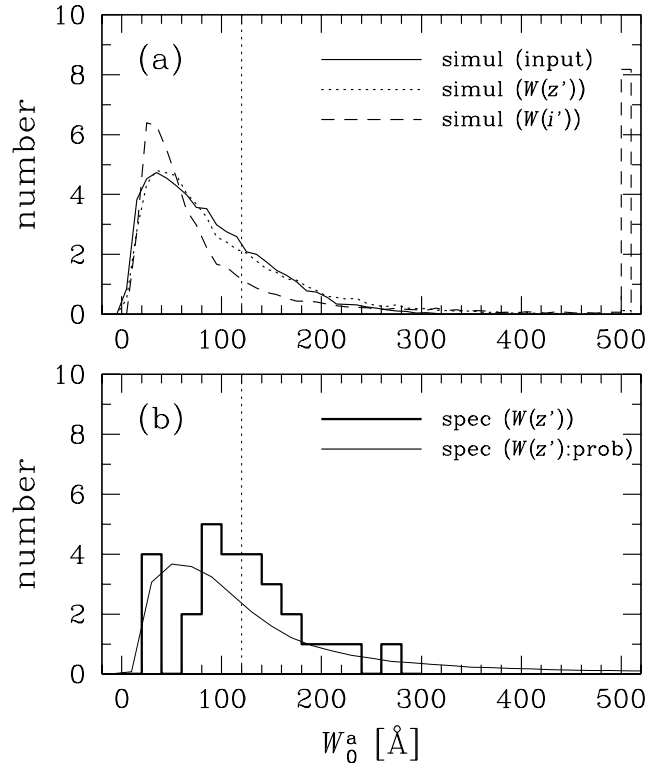 10
8
6
4
2
0
number
(a)
simul (input)
simul (W(z'))
simul (W(i'))
0 100 200 300 400 500
10
8
6
4
2
0
number
(b)
spec (W(z'))
spec (W(z'):prob)
0 100 200 300 400 500
W₀ᵃ [Å]